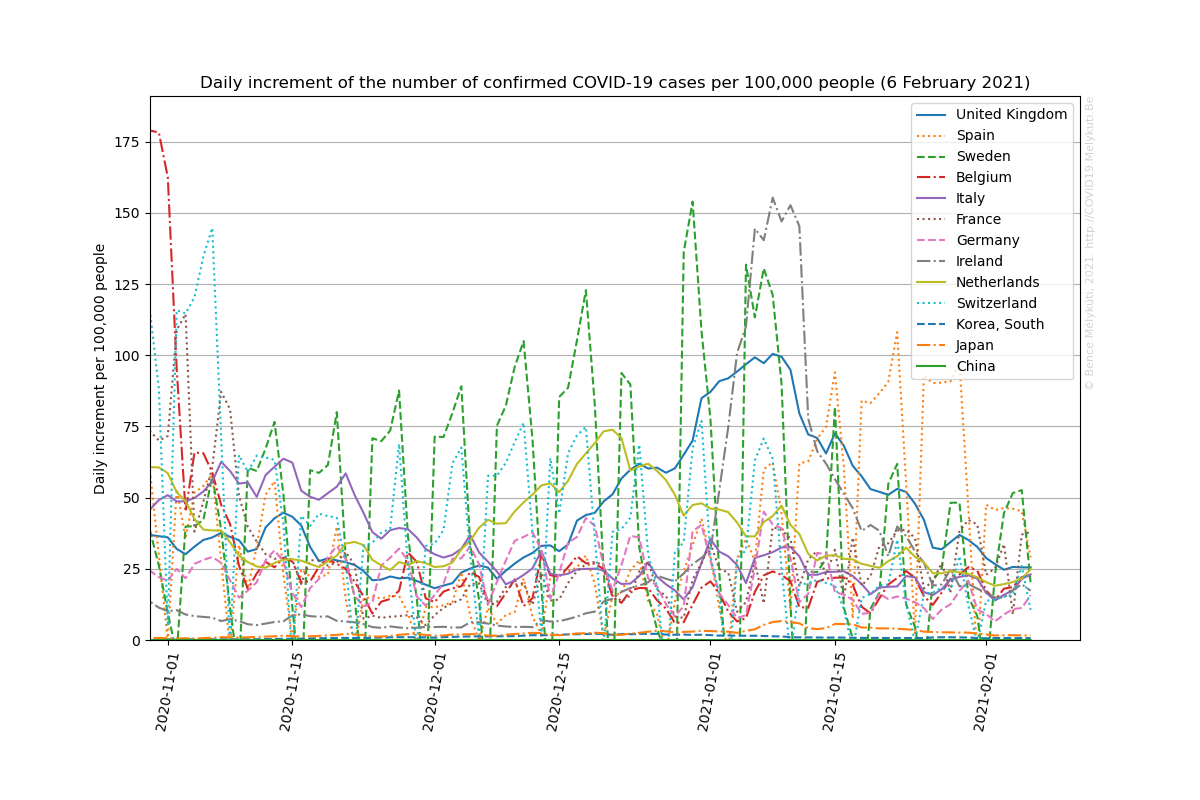 Daily increment of the number of confirmed COVID-19 cases per 100,000 people (6 February 2021)
Daily increment per 100,000 people
175
150
125
100
75
50
25
0
2020-11-01
2020-11-15
2020-12-01
2020-12-15
2021-01-01
2021-01-15
2021-02-01
United Kingdom
Spain
Sweden
Belgium
Italy
France
Germany
Ireland
Netherlands
Switzerland
Korea, South
Japan
China
© Bence Mélykúti, 2021 http://COVID19.Melykuti.Be